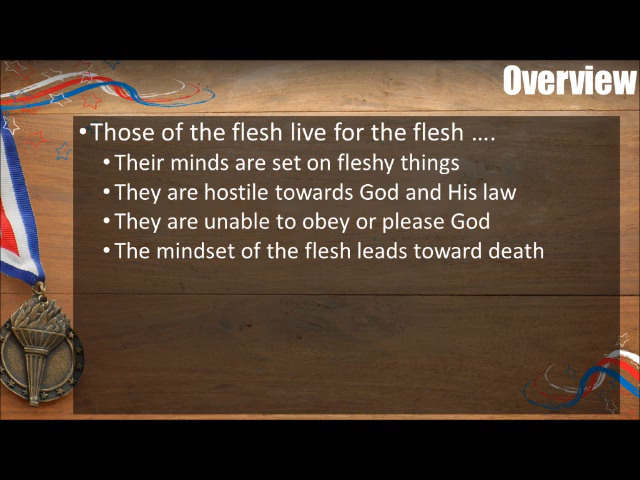 Overview
•Those of the flesh live for the flesh ....
•Their minds are set on fleshy things
•They are hostile towards God and His law
•They are unable to obey or please God
•The mindset of the flesh leads toward death